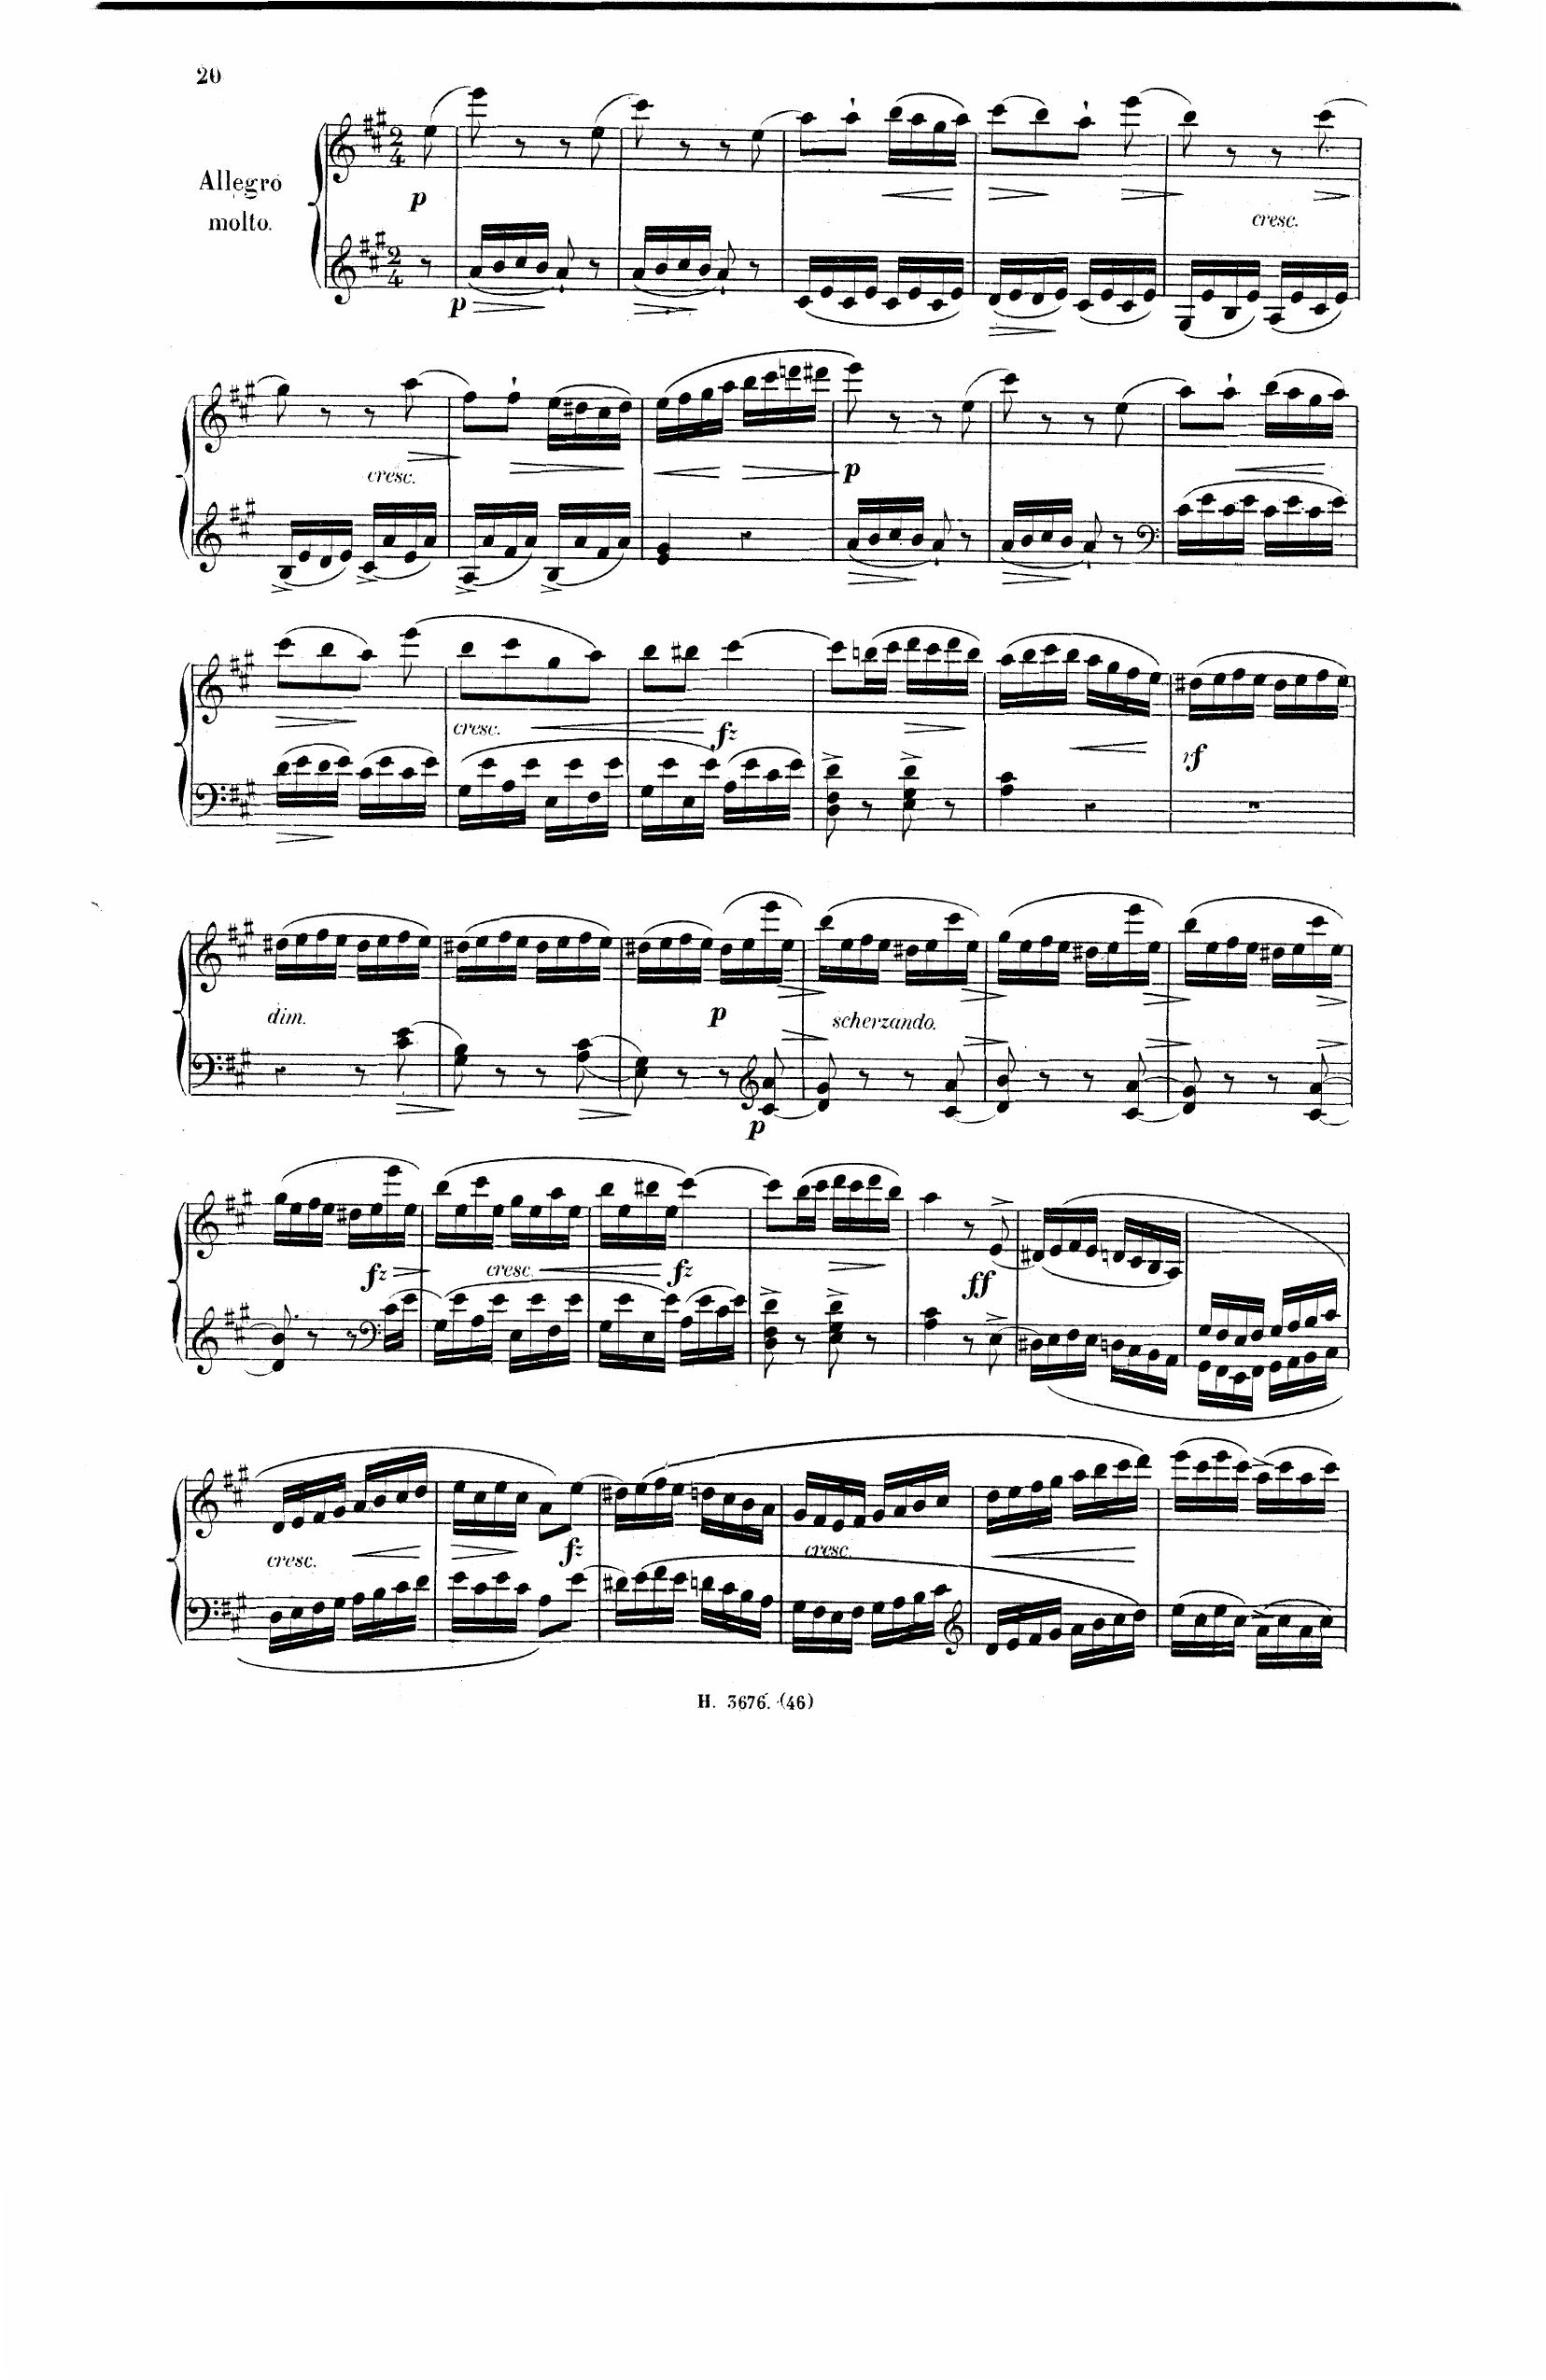 20
Allegro
molto.
p
p
cresc.
cresc.
p
cresc.
fz
rf
dim.
p
scherzando.
p
fz
cresc.
fz
ff
cresc.
fz
cresc.
H. 3676. (46)